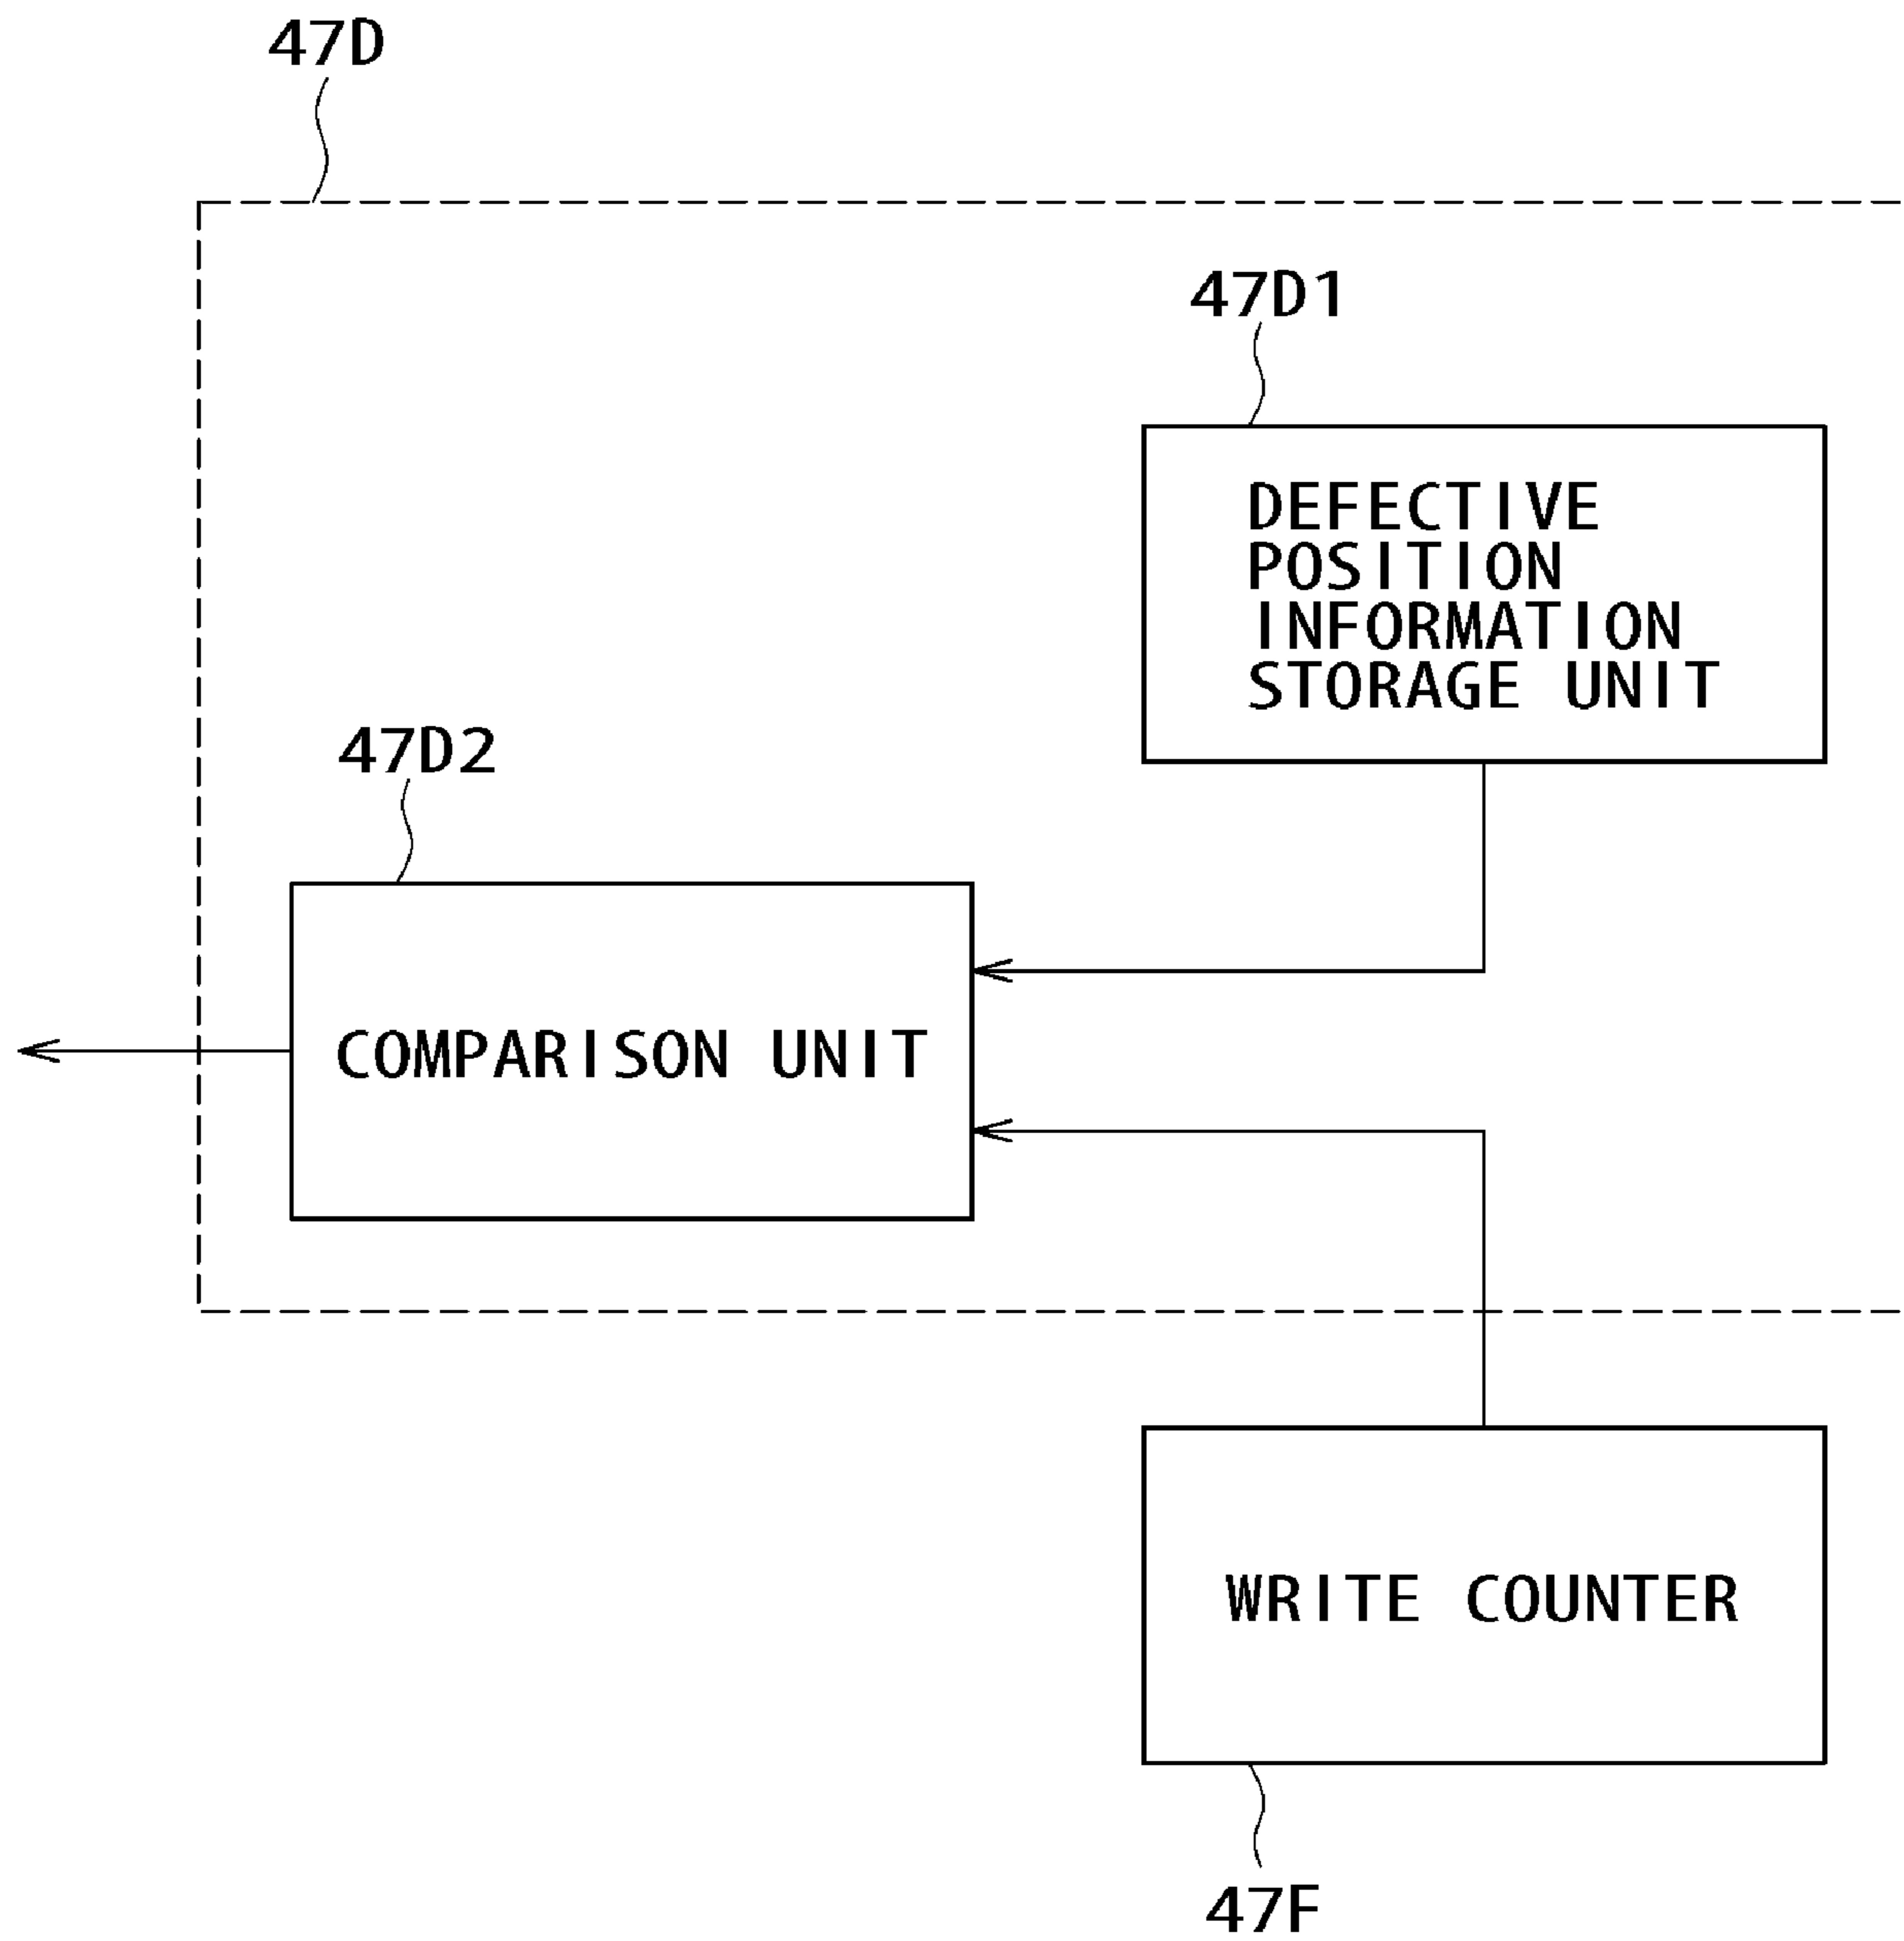 47D
47D1
DEFECTIVE
POSITION
INFORMATION
STORAGE UNIT
47D2
COMPARISON UNIT
WRITE COUNTER
47F